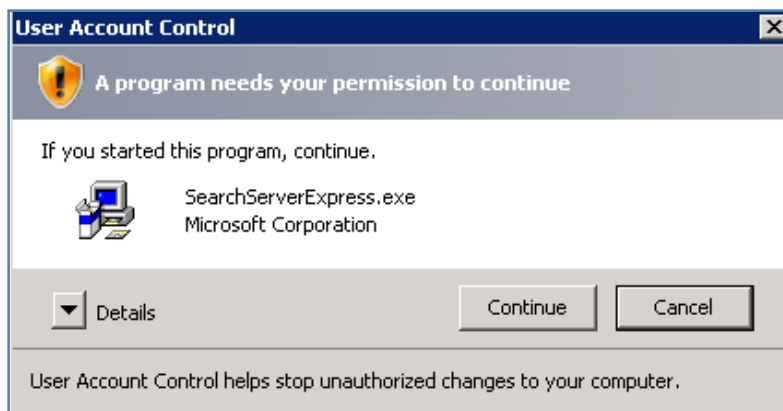 User Account Control
A program needs your permission to continue
If you started this program, continue.
SearchServerExpress.exe
Microsoft Corporation
Details
Continue
Cancel
User Account Control helps stop unauthorized changes to your computer.